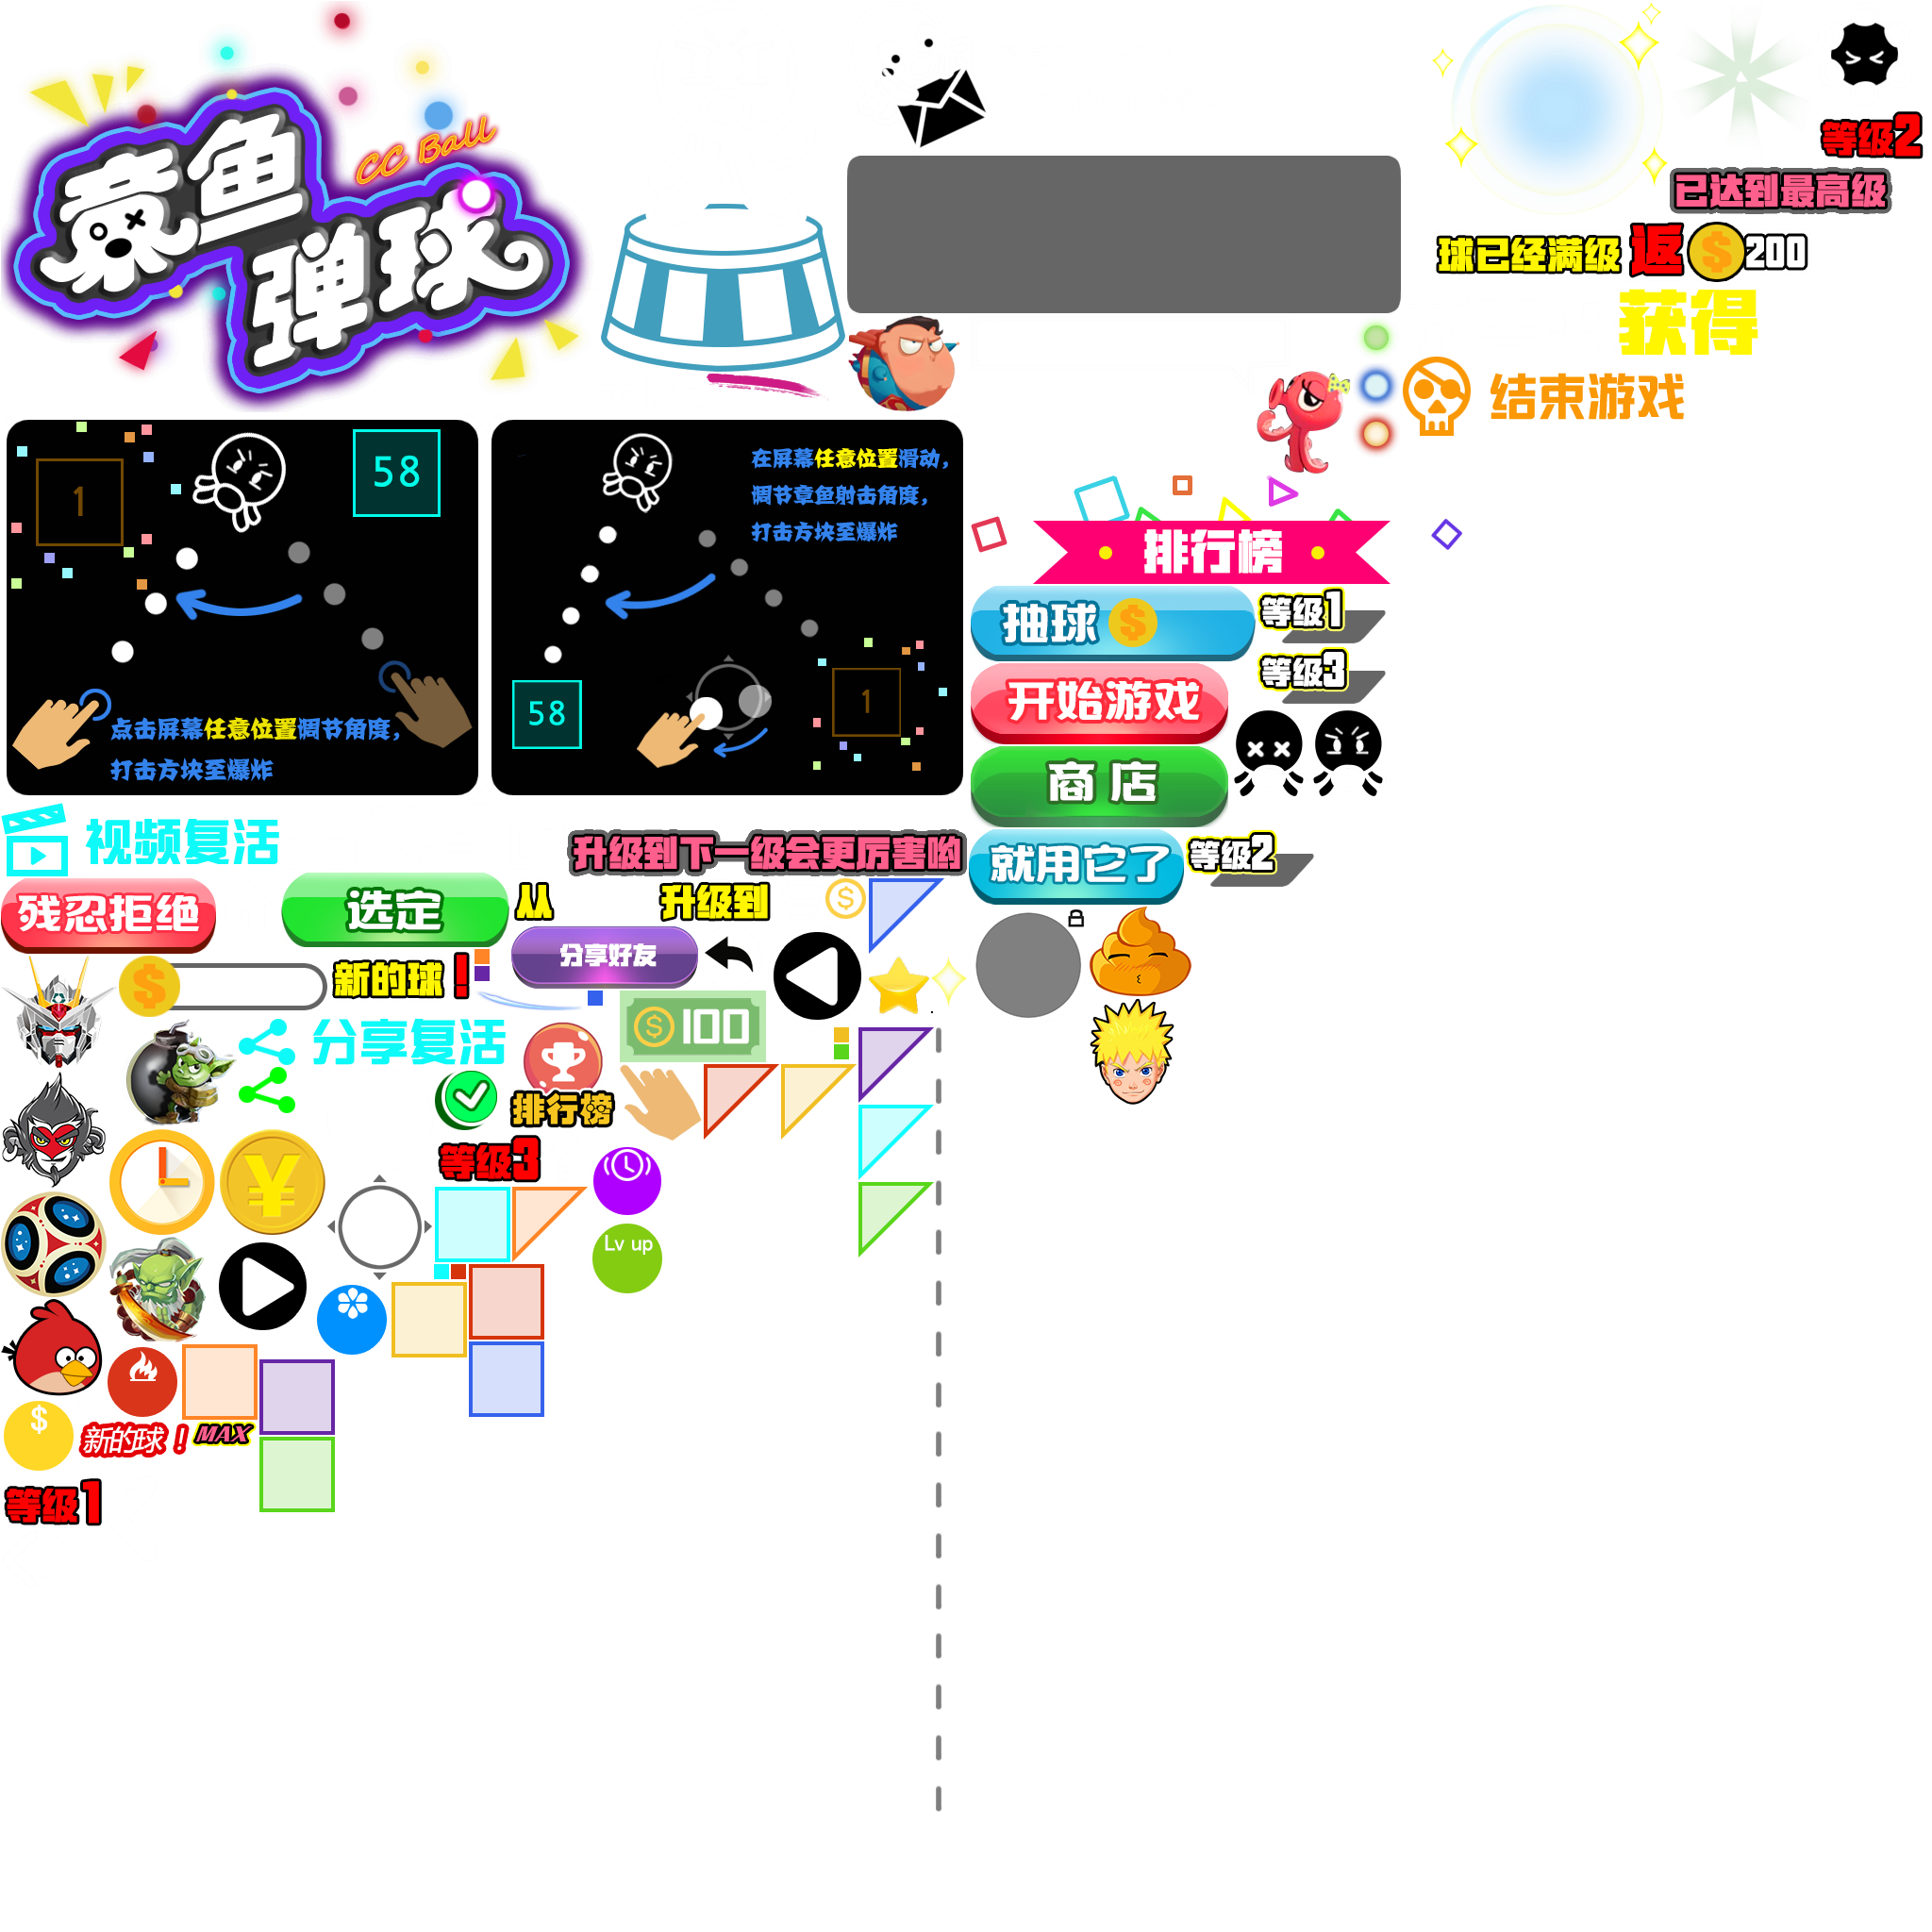 CC Ball
章鱼
弹球
等级2
已达到最高级
球已经满级 返 $ 200
获得
结束游戏
58
1
点击屏幕任意位置调节角度,
打击方块至爆炸
在屏幕任意位置滑动,
调节章鱼射击角度,
打击方块至爆炸
58
1
排行榜
抽球 $
等级1
开始游戏
等级3
商店
就用它了
等级2
视频复活
升级到下一级会更厉害哟
残忍拒绝
选定
从
升级到
$
分享好友
$
新的球!
$100
分享复活
排行榜
¥
等级3
Lv up
$
新的球!
MAX
等级1